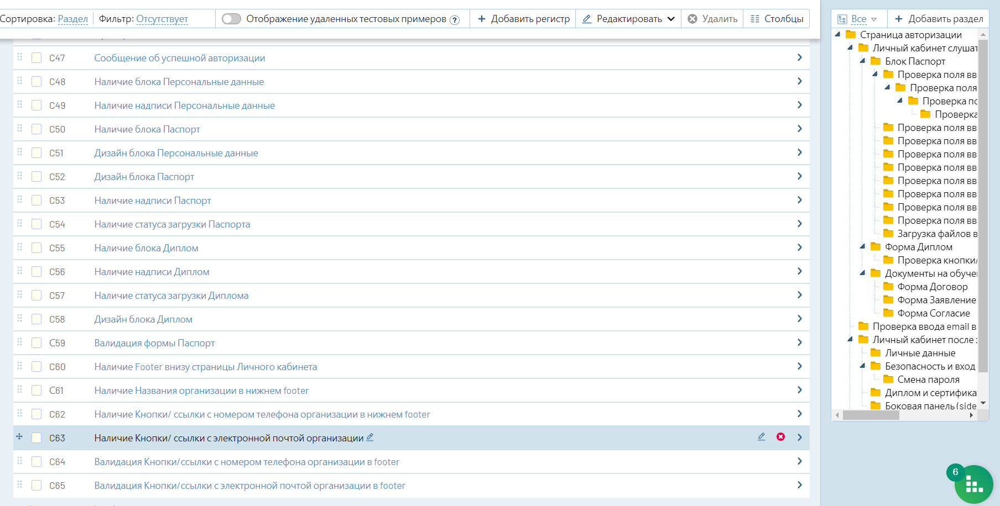 Сортировка: Раздел Фильтр: Отсутствует Отображение удаленных тестовых примеров ? Добавить регистр Редактировать Удалить Столбцы
C47 Сообщение об успешной авторизации
C48 Наличие блока Персональные данные
C49 Наличие надписи Персональные данные
C50 Наличие блока Паспорт
C51 Дизайн блока Персональные данные
C52 Дизайн блока Паспорт
C53 Наличие надписи Паспорт
C54 Наличие статуса загрузки Паспорта
C55 Наличие блока Диплом
C56 Наличие надписи Диплом
C57 Наличие статуса загрузки Диплома
C58 Дизайн блока Диплом
C59 Валидация формы Паспорт
C60 Наличие Footer внизу страницы Личного кабинета
C61 Наличие Названия организации в нижнем footer
C62 Наличие Кнопки/ ссылки с номером телефона организации в нижнем footer
C63 Наличие Кнопки/ ссылки с электронной почтой организации
C64 Валидация Кнопки/ссылки с номером телефона организации в footer
C65 Валидация Кнопки/ссылки с электронной почтой организации в footer
Все Добавить раздел
Страница авторизации
Личный кабинет слушат
Блок Паспорт
Проверка поля вв
Проверка поля
Проверка по
Проверка
Проверка поля вв
Проверка поля вв
Проверка поля вв
Проверка поля вв
Проверка поля вв
Проверка поля вв
Проверка поля вв
Проверка поля вв
Загрузка файлов в
Форма Диплом
Проверка кнопки/
Документы на обуче
Форма Договор
Форма Заявление
Форма Согласие
Проверка ввода email в
Личный кабинет после
Личные данные
Безопасность и вход
Смена пароля
Диплом и сертифика
Боковая панель (side
6